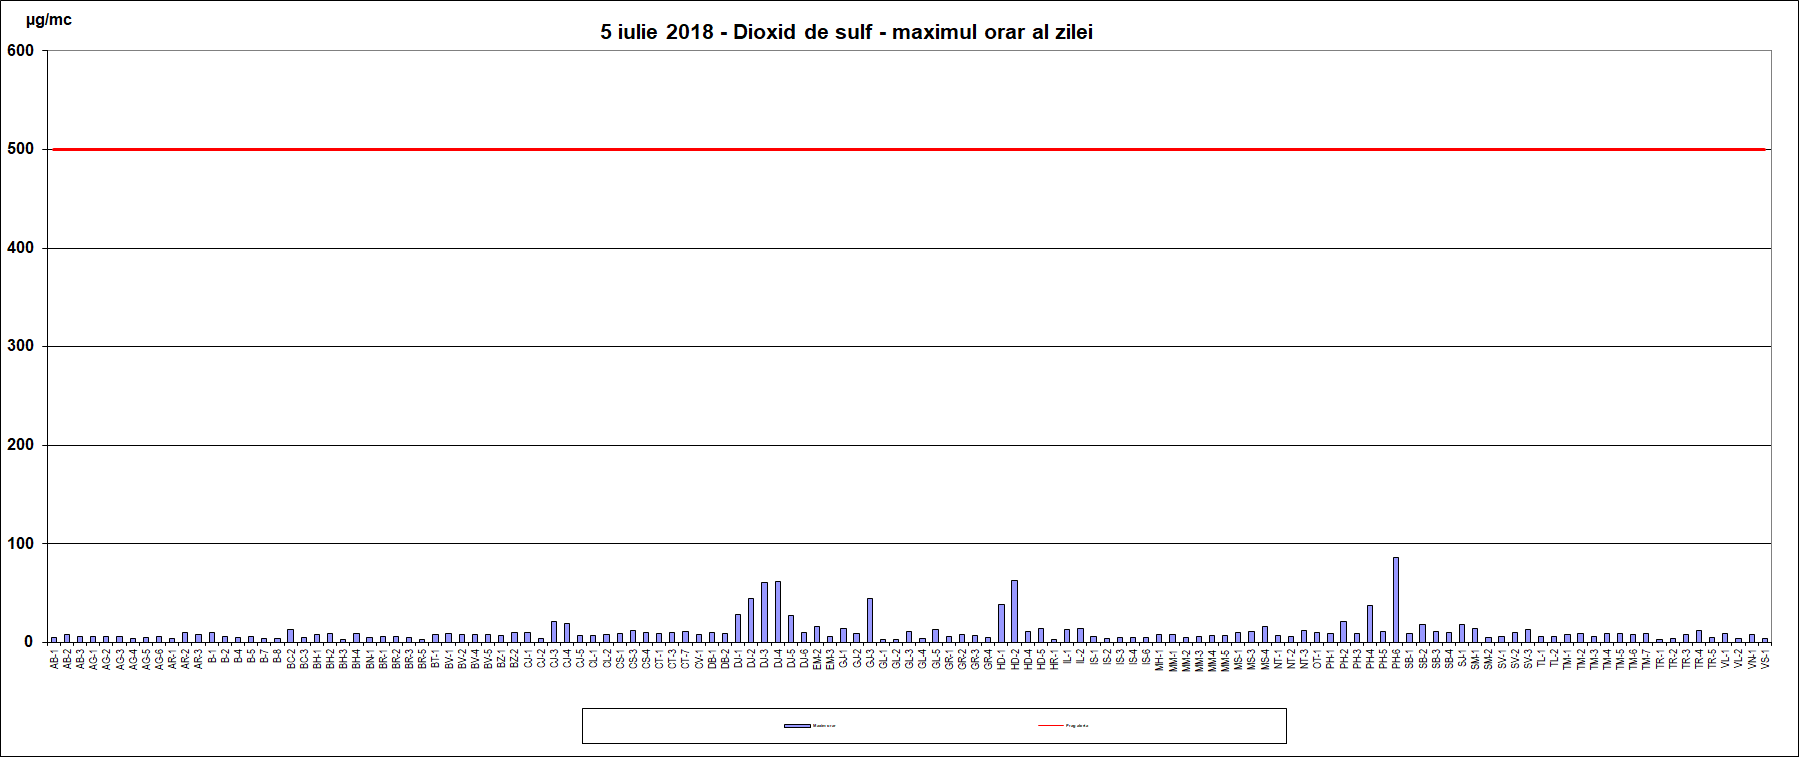 µg/mc
5 iulie 2018 - Dioxid de sulf - maximul orar al zilei
600
500
400
300
200
100
0
AB-1 AB-2 AB-3 AG-1 AG-2 AG-3 AG-4 AG-5 AG-6 AR-1 AR-2 AR-3 B-1 B-2 B-4 B-5 B-7 B-8 BC-2 BC-3 BH-1 BH-2 BH-3 BH-4 BN-1 BR-1 BR-2 BR-3 BR-5 BT-1 BV-1 BV-2 BV-4 BV-5 BZ-1 BZ-2 CJ-1 CJ-2 CJ-3 CJ-4 CJ-5 CL-1 CL-2 CS-1 CS-3 CS-4 CT-1 CT-3 CT-7 CV-1 DB-1 DB-2 DJ-1 DJ-2 DJ-3 DJ-4 DJ-5 DJ-6 EM-2 EM-3 GJ-1 GJ-2 GJ-3 GL-1 GL-2 GL-3 GL-4 GL-5 GR-1 GR-2 GR-3 GR-4 HD-1 HD-2 HD-4 HD-5 HR-1 IL-1 IL-2 IS-1 IS-2 IS-3 IS-4 IS-6 MH-1 MM-1 MM-2 MM-3 MM-4 MM-5 MS-1 MS-3 MS-4 NT-1 NT-2 NT-3 OT-1 PH-1 PH-2 PH-3 PH-4 PH-5 PH-6 SB-1 SB-2 SB-3 SB-4 SJ-1 SM-1 SM-2 SV-1 SV-2 SV-3 TL-1 TL-2 TM-1 TM-2 TM-3 TM-4 TM-5 TM-6 TM-7 TR-1 TR-2 TR-3 TR-4 TR-5 VL-1 VL-2 VN-1 VS-1